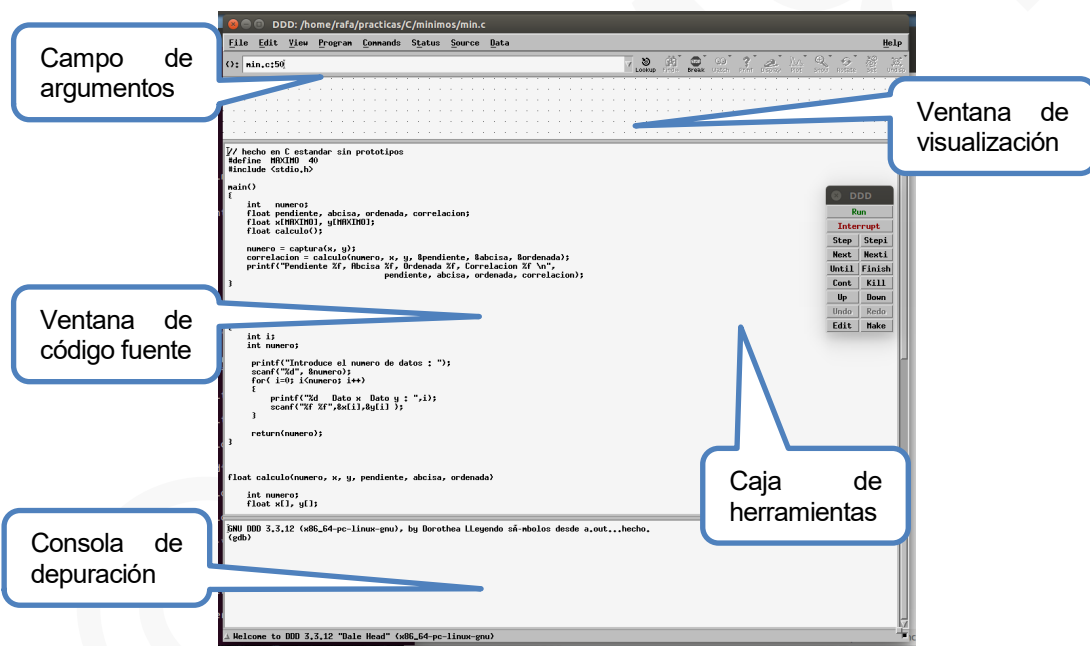 DDD: /home/rafa/practicas/C/minimos/min.c
File Edit View Program Commands Status Source Data Help
(): min.c:50
Lookup Find» Break Watch Print Display Plot Show Rotate Set Undisp
Campo de
argumentos
Ventana de
visualización
// hecho en C estandar sin prototipos
#define MAXIMO 40
#include <stdio.h>
main()
{
int numero;
float pendiente, abcisa, ordenada, correlacion;
float x[MAXIMO], y[MAXIMO];
float calculo();
numero = captura(x, y);
correlacion = calculo(numero, x, y, &pendiente, &abcisa, &ordenada);
printf("Pendiente %f, Abcisa %f, Ordenada %f, Correlacion %f \n",
pendiente, abcisa, ordenada, correlacion);
}
DDD
Run
Interrupt
Step Stepi
Next Nexti
Until Finish
Cont Kill
Up Down
Undo Redo
Edit Make
Ventana de
código fuente
{
int i;
int numero;
printf("Introduce el numero de datos : ");
scanf("%d", &numero);
for( i=0; i<numero; i++)
{
printf("%d Dato x Dato y : ",i);
scanf("%f %f",&x[i],&y[i] );
}
return(numero);
}
float calculo(numero, x, y, pendiente, abcisa, ordenada)
int numero;
float x[], y[];
Caja de
herramientas
GNU DDD 3.3.12 (x86_64-pc-linux-gnu), by Dorothea LLeyendo sÃ-mbolos desde a.out...hecho.
(gdb)
Consola de
depuración
Welcome to DDD 3.3.12 "Dale Head" (x86_64-pc-linux-gnu)